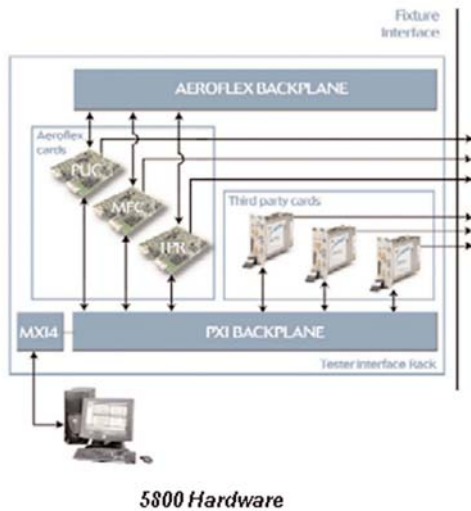 Fixture
Interface
AEROFLEX BACKPLANE
Aeroflex
cards
PUC
MFC
TPR
Third party cards
MXI4
PXI BACKPLANE
Tester Interface Rack
5800 Hardware